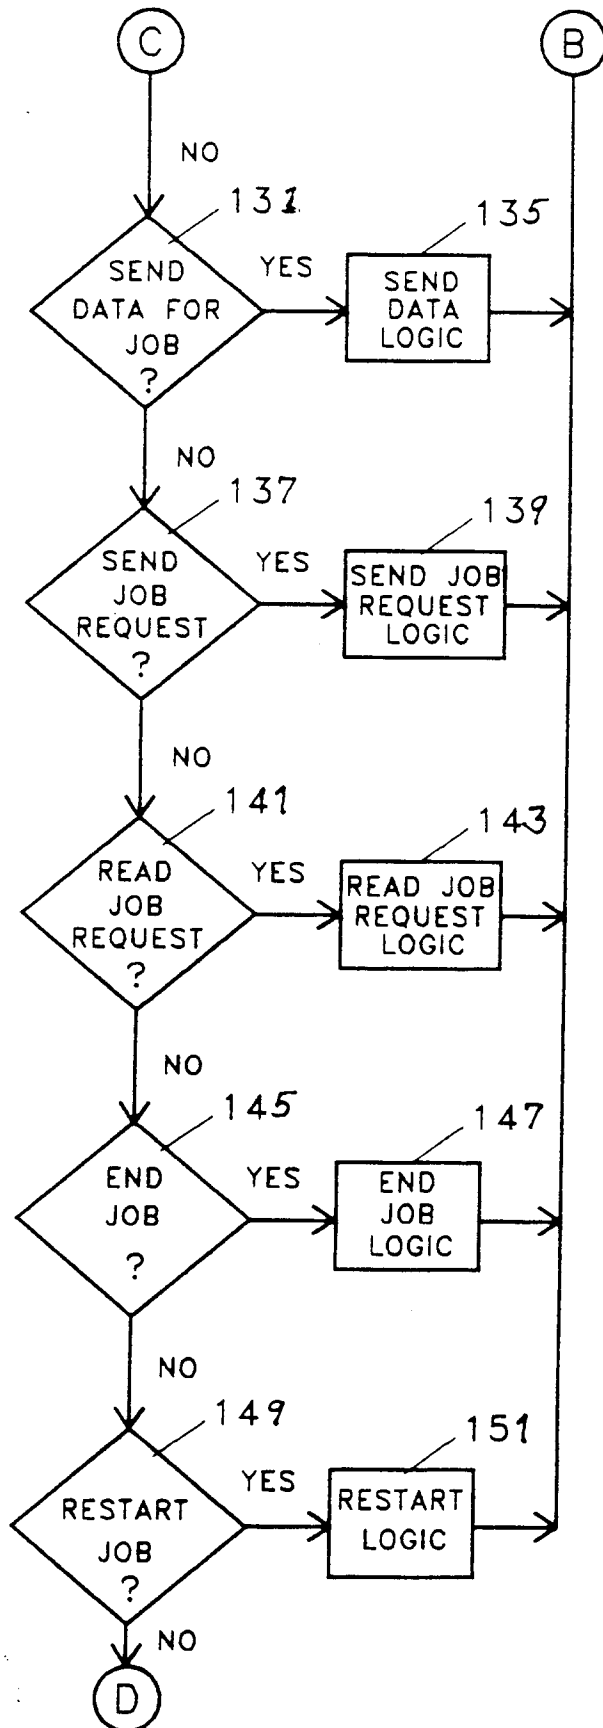 C
B
NO
131
135
SEND
DATA FOR
JOB
?
YES
SEND
DATA
LOGIC
NO
137
139
SEND
JOB
REQUEST
?
YES
SEND JOB
REQUEST
LOGIC
NO
141
143
READ
JOB
REQUEST
?
YES
READ JOB
REQUEST
LOGIC
NO
145
147
END
JOB
?
YES
END
JOB
LOGIC
NO
149
151
RESTART
JOB
?
YES
RESTART
LOGIC
NO
D